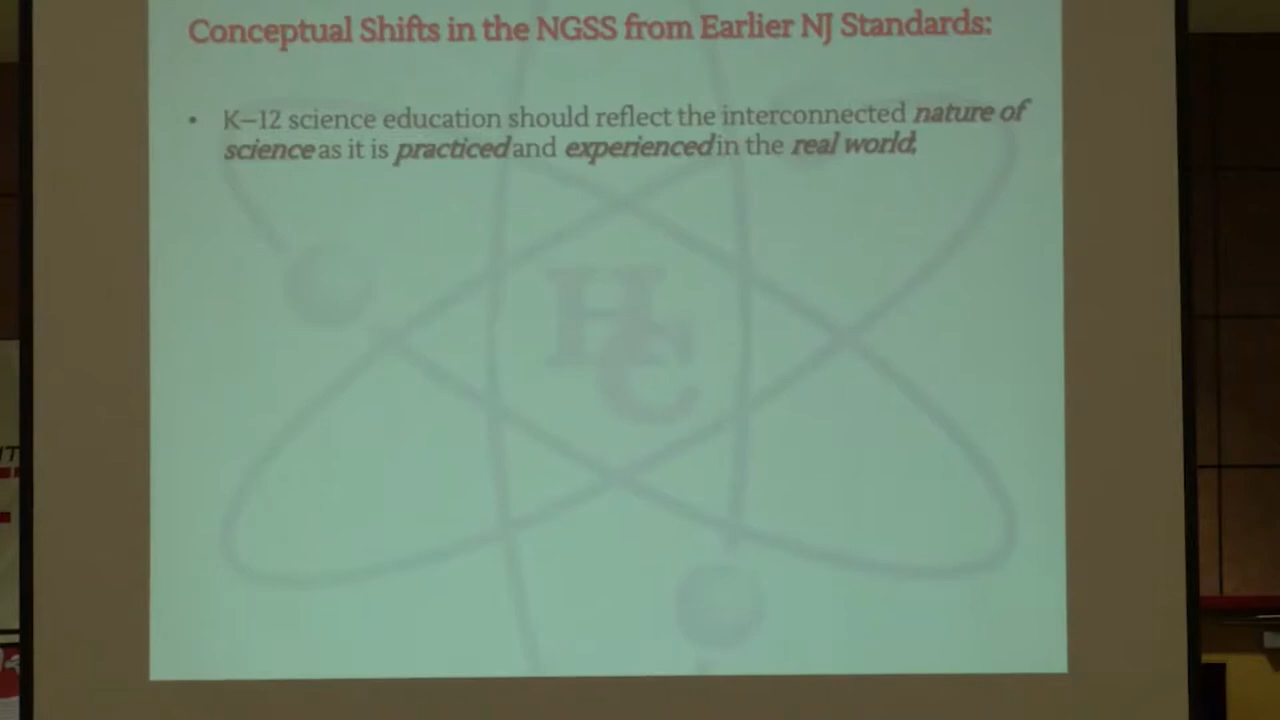 Conceptual Shifts in the NGSS from Earlier NJ Standards:
• K–12 science education should reflect the interconnected nature of
science as it is practiced and experienced in the real world;
HC